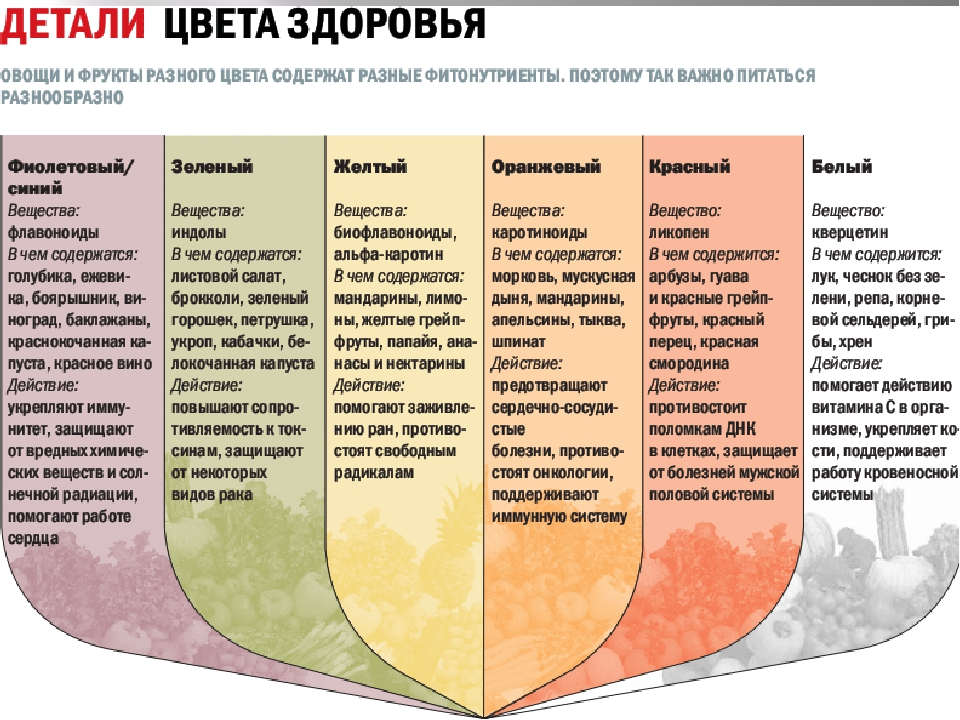 ДЕТАЛИ ЦВЕТА ЗДОРОВЬЯ
ОВОЩИ И ФРУКТЫ РАЗНОГО ЦВЕТА СОДЕРЖАТ РАЗНЫЕ ФИТОНУТРИЕНТЫ. ПОЭТОМУ ТАК ВАЖНО ПИТАТЬСЯ
РАЗНООБРАЗНО
Фиолетовый/
синий
Вещества:
флавоноиды
В чем содержатся:
голубика, ежеви-
ка, боярышник, ви-
ноград, баклажаны,
краснокочанная ка-
пуста, красное вино
Действие:
укрепляют имму-
нитет, защищают
от вредных химиче-
ских веществ и сол-
нечной радиации,
помогают работе
сердца
Зеленый
Вещества:
индолы
В чем содержатся:
листовой салат,
брокколи, зеленый
горошек, петрушка,
укроп, кабачки, бе-
локочанная капуста
Действие:
повышают сопро-
тивляемость к ток-
синам, защищают
от некоторых
видов рака
Желтый
Вещества:
биофлавоноиды,
альфа-каротин
В чем содержатся:
мандарины, лимо-
ны, желтые грейп-
фруты, папайя, ана-
насы и нектарины
Действие:
помогают заживле-
нию ран, противо-
стоят свободным
радикалам
Оранжевый
Вещества:
каротиноиды
В чем содержатся:
морковь, мускусная
дыня, мандарины,
апельсины, тыква,
шпинат
Действие:
предотвращают
сердечно-сосуди-
стые
болезни, противо-
стоят онкологии,
поддерживают
иммунную систему
Красный
Вещество:
ликопен
В чем содержится:
арбузы, гуава
и красные грейп-
фруты, красный
перец, красная
смородина
Действие:
противостоит
поломкам ДНК
в клетках, защищает
от болезней мужской
половой системы
Белый
Вещество:
кверцетин
В чем содержится:
лук, чеснок без зе-
лени, репа, корне-
вой сельдерей, гри-
бы, хрен
Действие:
помогает действию
витамина С в орга-
низме, укрепляет ко-
сти, поддерживает
работу кровеносной
системы